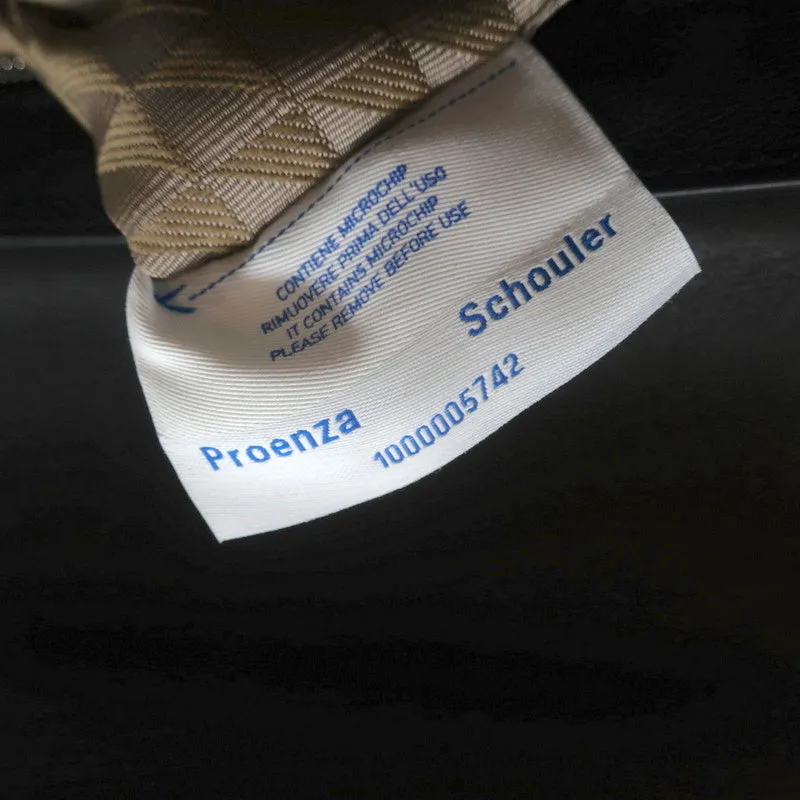 CONTIENE MICROCHIP
RIMUOVERE PRIMA DELL'USO
IT CONTAINS MICROCHIP
PLEASE REMOVE BEFORE USE
Proenza Schouler
1000005742